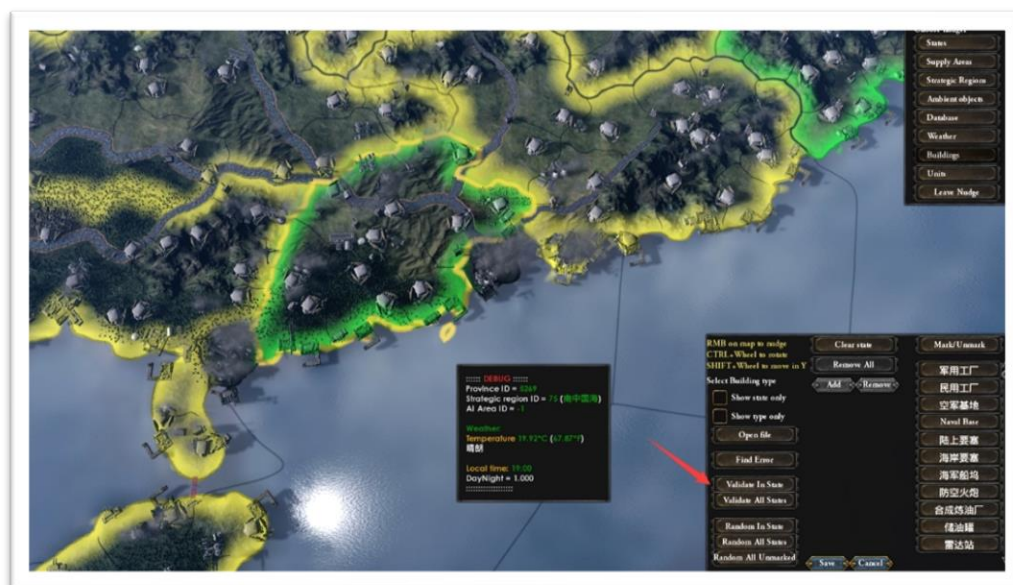 States
Supply Areas
Strategic Regions
Ambient objects
Database
Weather
Buildings
Units
Leave Nudge
:::::: DEBUG ::::::
Province ID = 5269
Strategic region ID = 75 (南中国海)
AI Area ID = -1
Weather:
Temperature 19.92°C (67.87°F)
晴朗
Local time: 19:00
DayNight = 1.000
RMB on map to nudge
CTRL+Wheel to rotate
SHIFT+Wheel to move in Y
Select Building type
Show state only
Show type only
Open file
Find Error
Validate In State
Validate All States
Random In State
Random All States
Random All Unmarked
Clear state
Remove All
Add
Remove
Save
Cancel
Mark/Unmark
军用工厂
民用工厂
空军基地
Naval Base
陆上要塞
海岸要塞
海军船坞
防空火炮
合成炼油厂
储油罐
雷达站